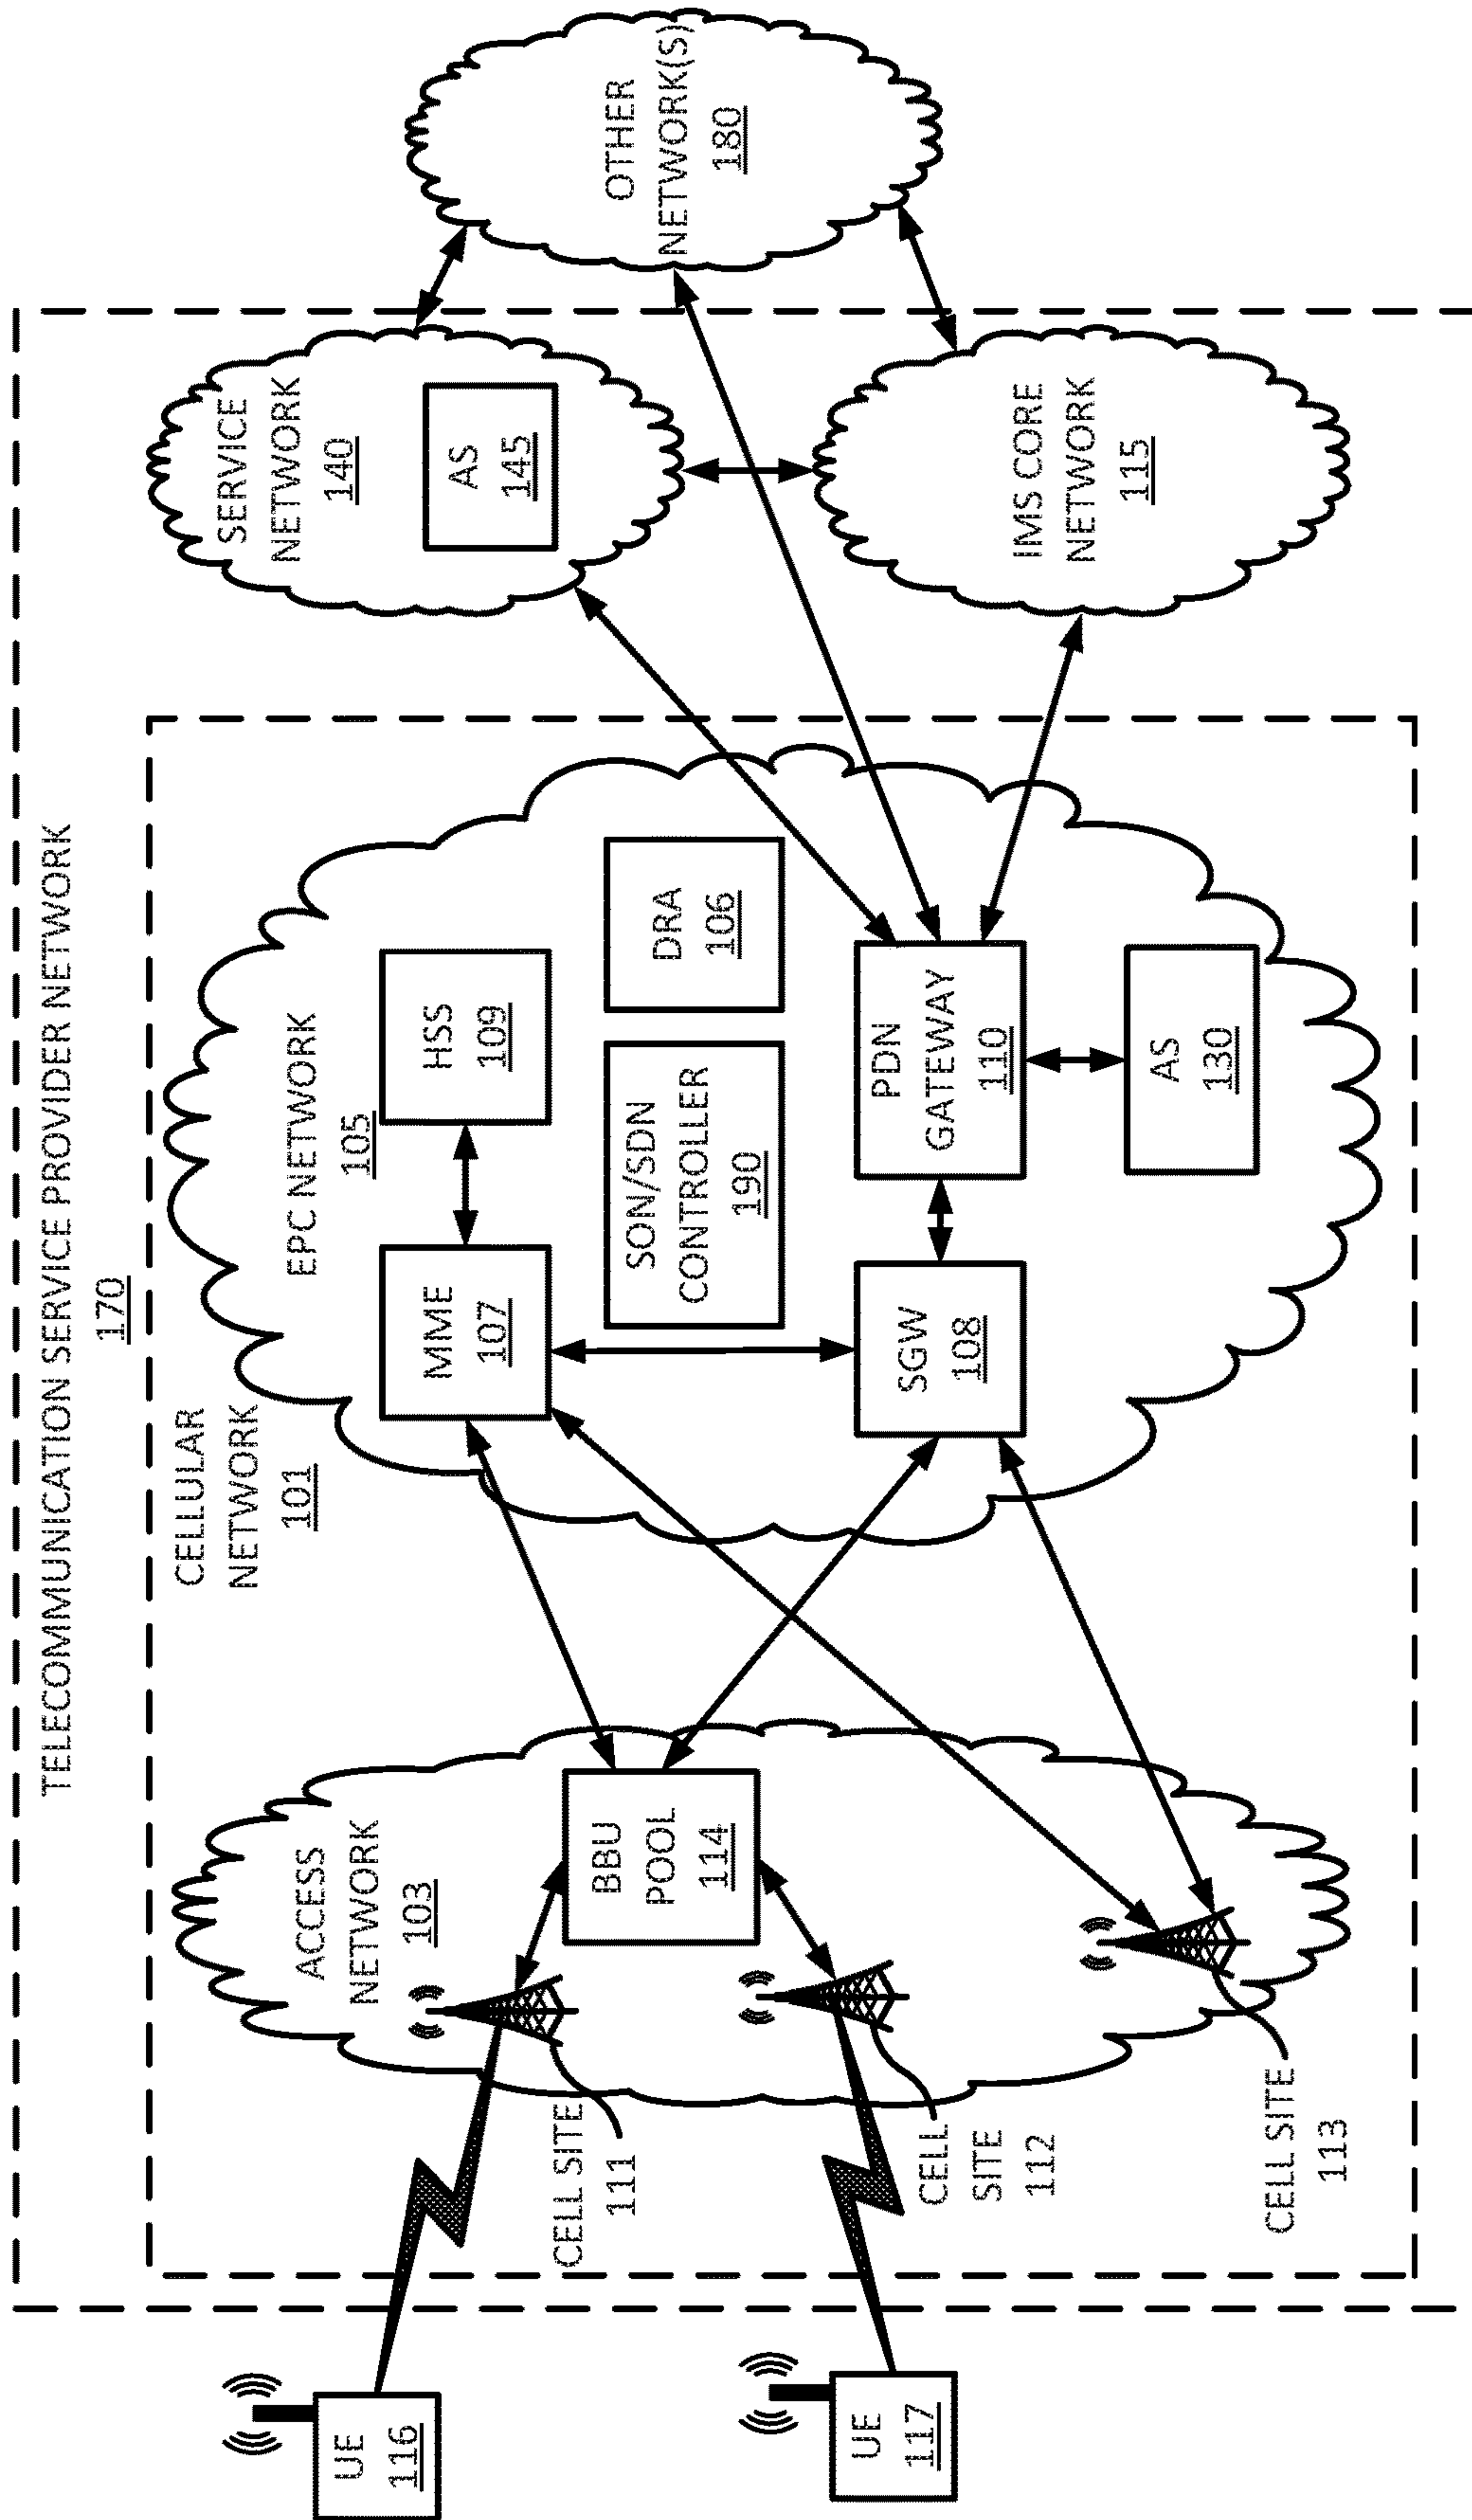 TELECOMMUNICATION SERVICE PROVIDER NETWORK
170
CELLULAR
NETWORK
101
ACCESS
NETWORK
103
EPC NETWORK
105
SERVICE
NETWORK
140
AS
145
OTHER
NETWORK(S)
180
UE
116
CELL SITE
111
BBU
POOL
114
MME
107
HSS
109
SON/SDN
CONTROLLER
190
DRA
106
UE
117
CELL
SITE
112
SGW
108
PDN
GATEWAY
110
AS
130
IMS CORE
NETWORK
115
CELL SITE
113